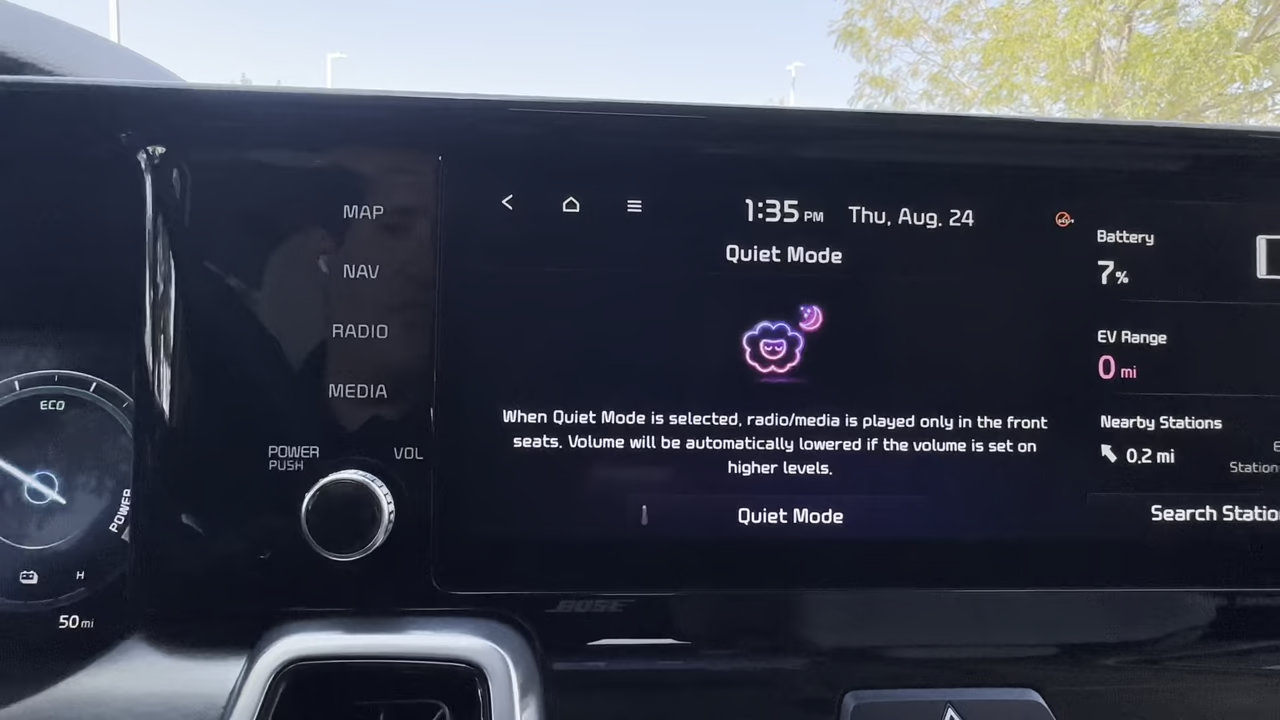 MAP
NAV
RADIO
MEDIA
POWER
PUSH
VOL
1:35 PM Thu, Aug. 24
Quiet Mode
When Quiet Mode is selected, radio/media is played only in the front
seats. Volume will be automatically lowered if the volume is set on
higher levels.
Quiet Mode
Battery
7%
EV Range
0 mi
Nearby Stations
0.2 mi
Search
ECO
POWER
H
50 mi
BOSE